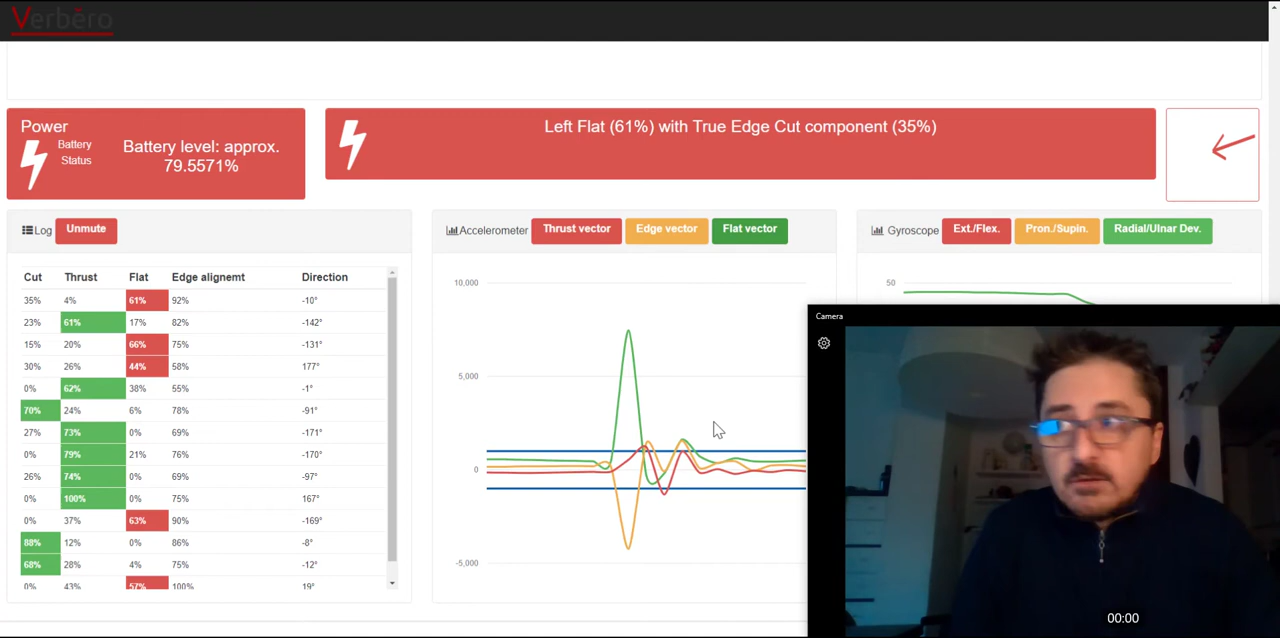 Verbĕro
Power
Battery Status
Battery level: approx.
79.5571%
Left Flat (61%) with True Edge Cut component (35%)
Log Unmute
Cut Thrust Flat Edge alignemt Direction
35% 4% 61% 92% -10°
23% 61% 17% 82% -142°
15% 20% 66% 75% -131°
30% 26% 44% 58% 177°
0% 62% 38% 55% -1°
70% 24% 6% 78% -91°
27% 73% 0% 69% -171°
0% 79% 21% 76% -170°
26% 74% 0% 69% -97°
0% 100% 0% 75% 167°
0% 37% 63% 90% -169°
88% 12% 0% 86% -8°
68% 28% 4% 75% -12°
0% 43% 57% 100% 19°
Accelerometer Thrust vector Edge vector Flat vector
10,000
5,000
0
-5,000
Gyroscope Ext./Flex. Pron./Supin. Radial/Ulnar Dev.
50
Camera
00:00